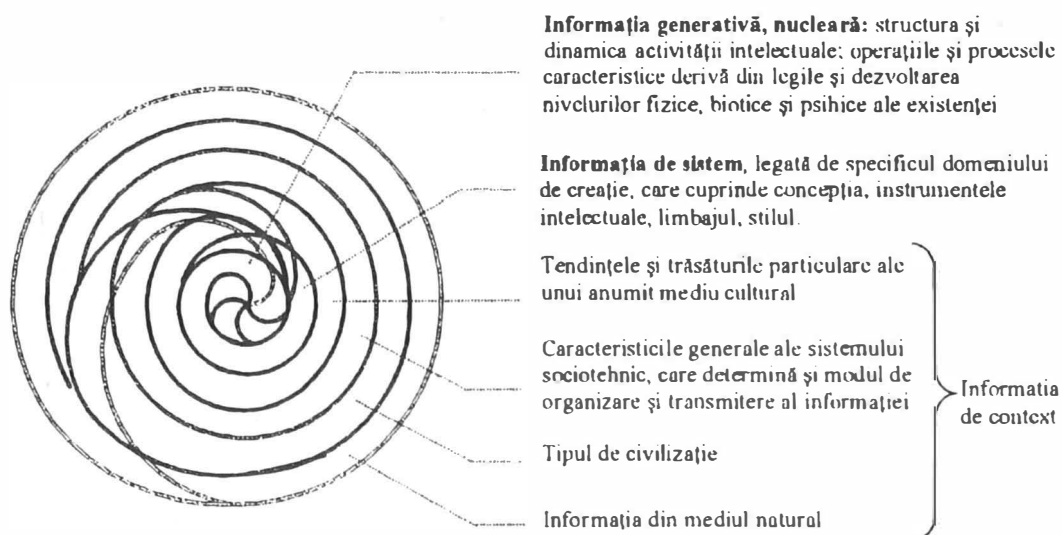 Informația generativă, nucleară: structura și
dinamica activității intelectuale; operațiile și procesele
caracteristice derivă din legile și dezvoltarea
nivelurilor fizice, biotice și psihice ale existenței
Informația de sistem, legată de specificul domeniului
de creație, care cuprinde concepția, instrumentele
intelectuale, limbajul, stilul.
Tendințele și trăsăturile particulare ale
unui anumit mediu cultural
Caracteristicile generale ale sistemului
sociotehnic, care determină și modul de
organizare și transmitere al informației
Tipul de civilizație
Informația din mediul natural
Informatia
de context